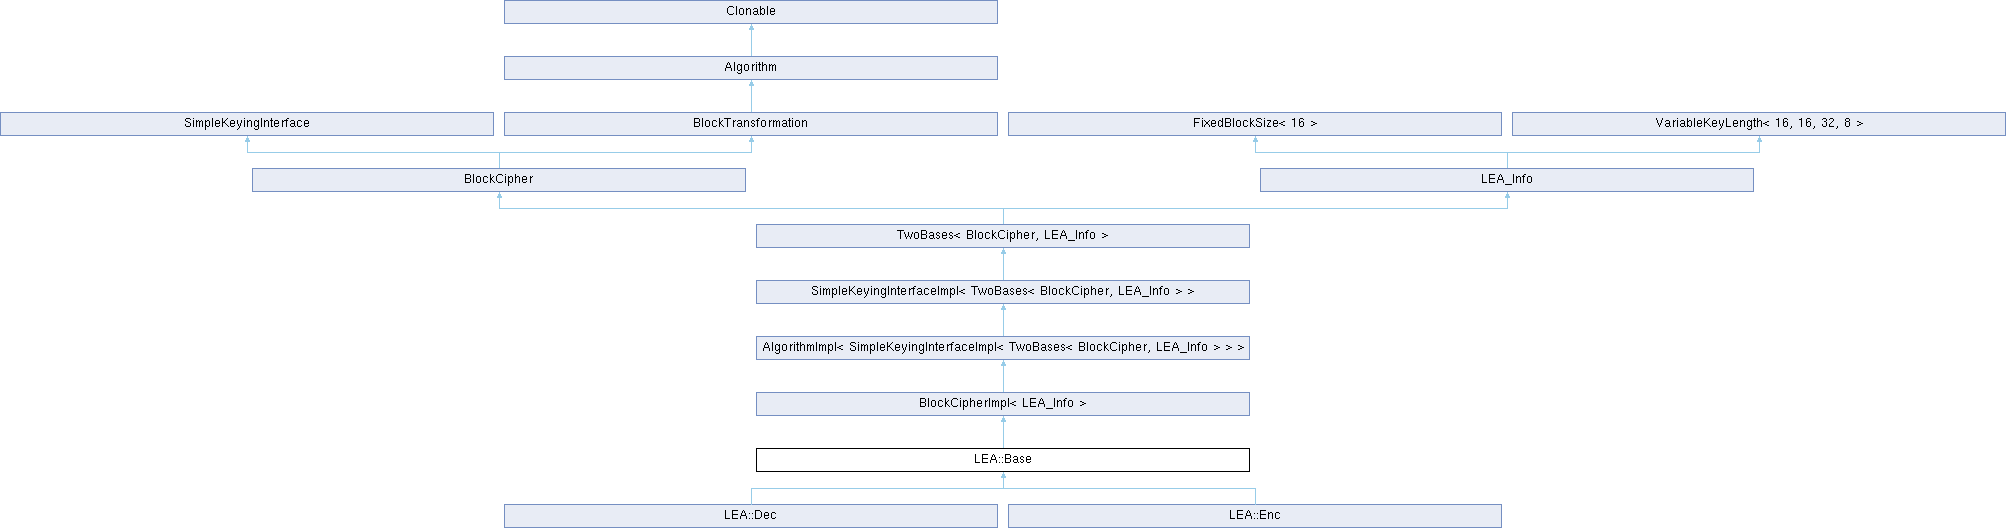 Clonable
Algorithm
SimpleKeyingInterface
BlockTransformation
FixedBlockSize< 16 >
VariableKeyLength< 16, 16, 32, 8 >
BlockCipher
LEA_Info
TwoBases< BlockCipher, LEA_Info >
SimpleKeyingInterfaceImpl< TwoBases< BlockCipher, LEA_Info > >
AlgorithmImpl< SimpleKeyingInterfaceImpl< TwoBases< BlockCipher, LEA_Info > > >
BlockCipherImpl< LEA_Info >
LEA::Base
LEA::Dec
LEA::Enc